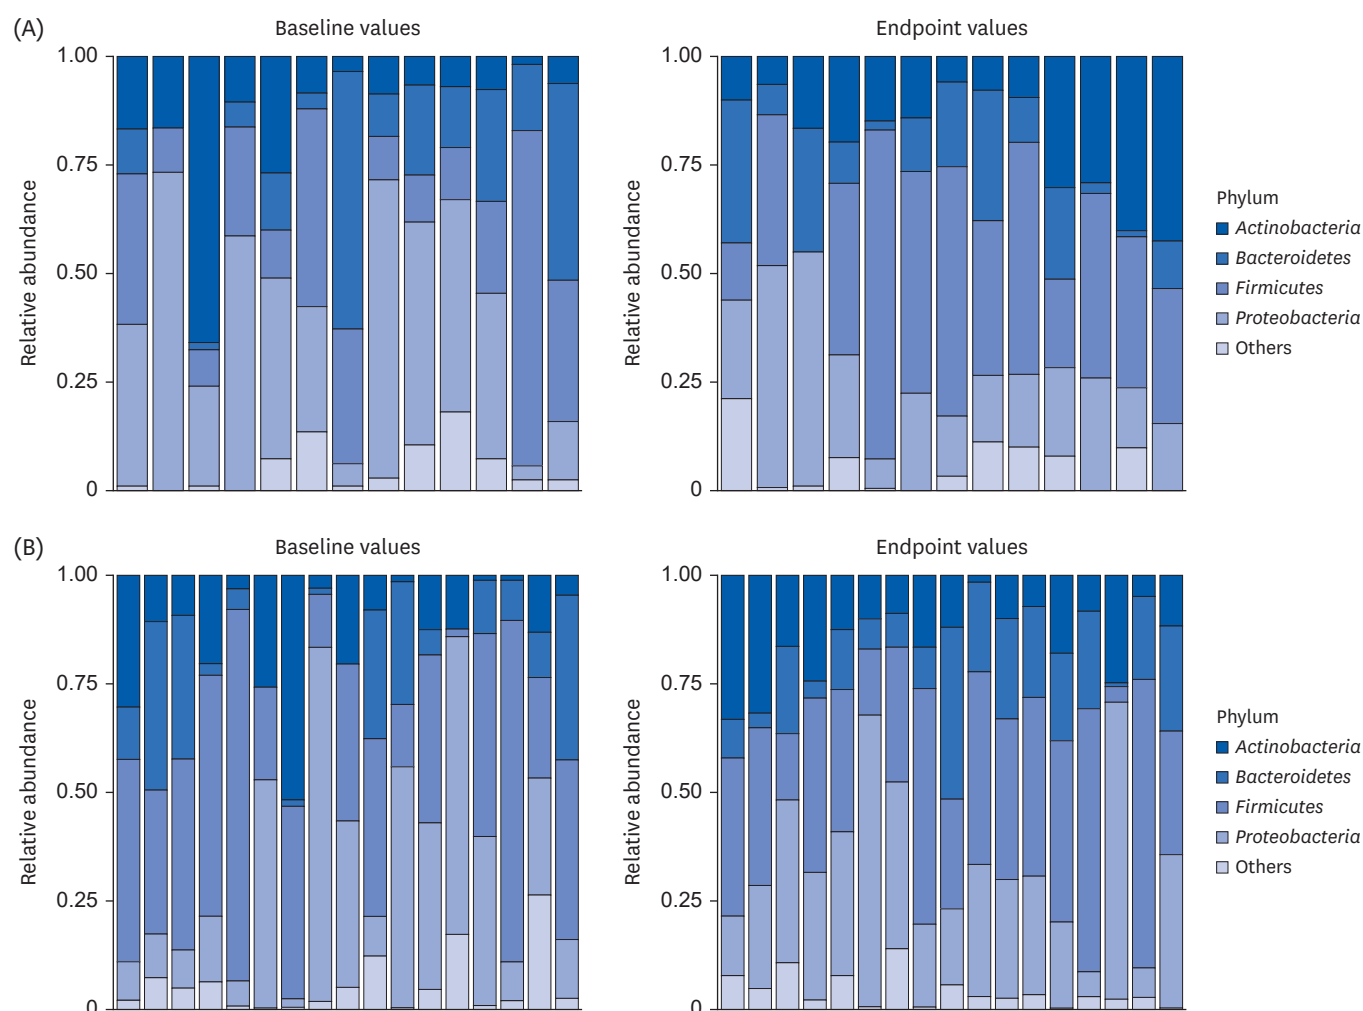 (A)
Baseline values
Endpoint values
1.00
0.75
0.50
0.25
0
Relative abundance
1.00
0.75
0.50
0.25
0
Relative abundance
Phylum
Actinobacteria
Bacteroidetes
Firmicutes
Proteobacteria
Others
(B)
Baseline values
Endpoint values
1.00
0.75
0.50
0.25
0
Relative abundance
1.00
0.75
0.50
0.25
0
Relative abundance
Phylum
Actinobacteria
Bacteroidetes
Firmicutes
Proteobacteria
Others